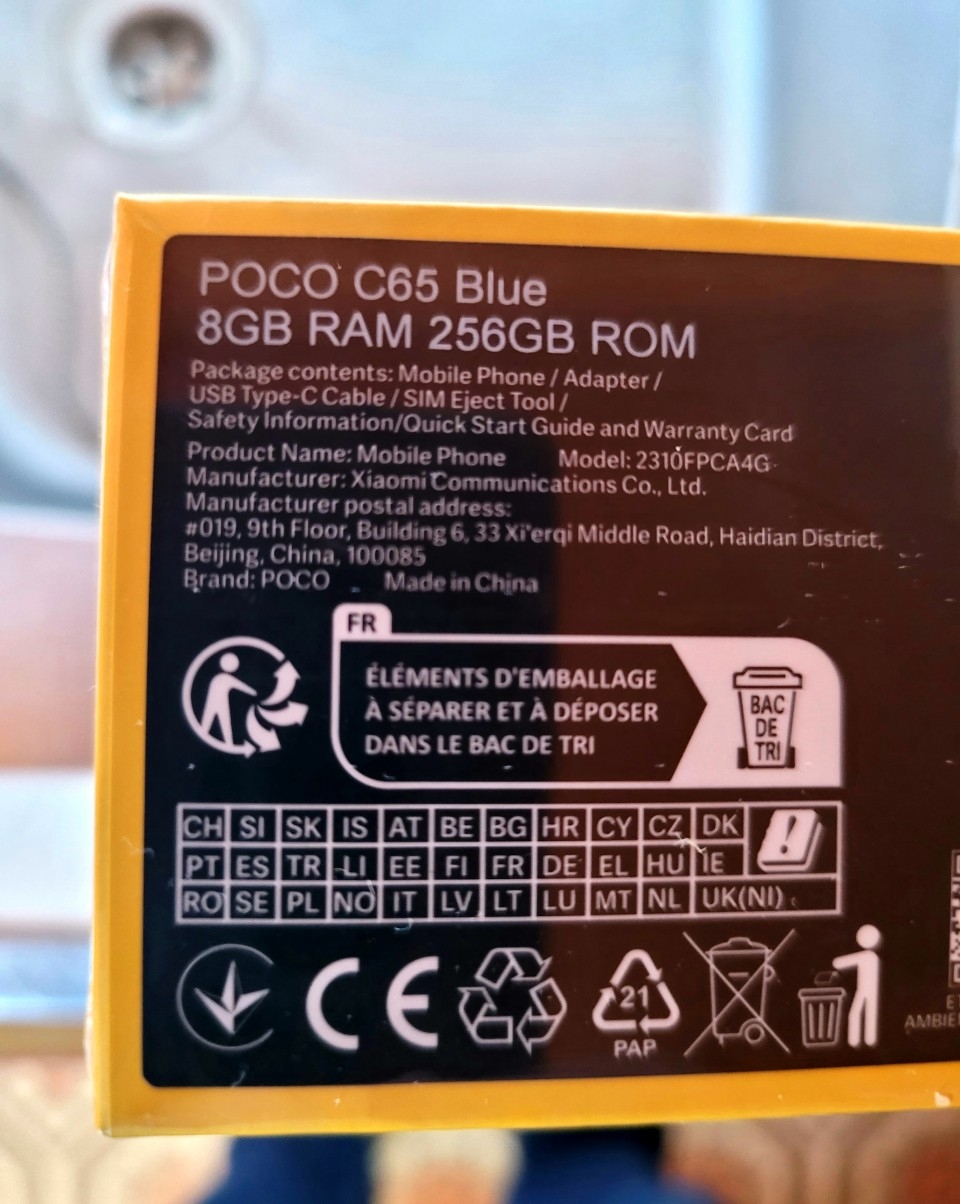 POCO C65 Blue
8GB RAM 256GB ROM
Package contents: Mobile Phone / Adapter /
USB Type-C Cable / SIM Eject Tool /
Safety Information/Quick Start Guide and Warranty Card
Product Name: Mobile Phone Model: 2310FPCA4G
Manufacturer: Xiaomi Communications Co., Ltd.
Manufacturer postal address:
#019, 9th Floor, Building 6, 33 Xi'erqi Middle Road, Haidian District,
Beijing, China, 100085
Brand: POCO Made in China
FR
ÉLÉMENTS D'EMBALLAGE
À SÉPARER ET À DÉPOSER
DANS LE BAC DE TRI
BAC
DE
TRI
CH SI SK IS AT BE BG HR CY CZ DK
PT ES TR LI EE FI FR DE EL HU IE
RO SE PL NO IT LV LT LU MT NL UK(NI)
CE
21
PAP